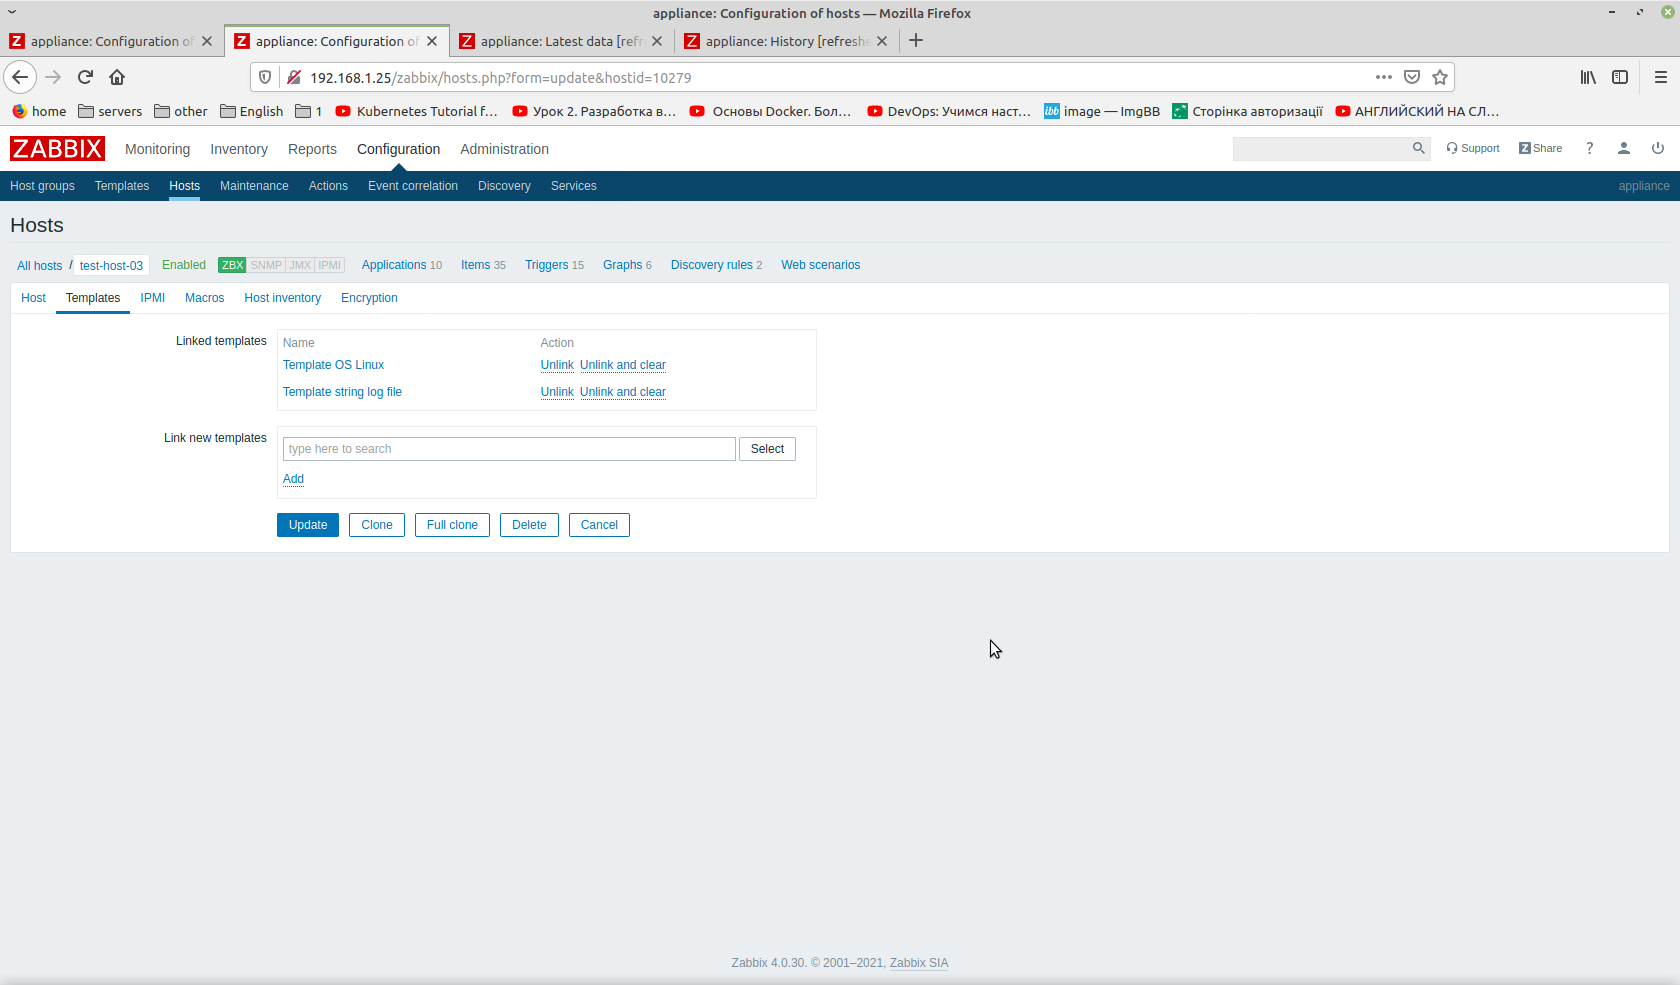 appliance: Configuration of hosts — Mozilla Firefox
appliance: Configuration of
appliance: Configuration of
appliance: Latest data [refr
appliance: History [refreshe
192.168.1.25/zabbix/hosts.php?form=update&hostid=10279
home servers other English 1 Kubernetes Tutorial f... Урок 2. Разработка в... Основы Docker. Бол... DevOps: Учимся наст... ibb image — ImgBB Сторінка авторизації АНГЛИЙСКИЙ НА СЛ...
ZABBIX Monitoring Inventory Reports Configuration Administration Support Z Share ?
Host groups Templates Hosts Maintenance Actions Event correlation Discovery Services appliance
Hosts
All hosts / test-host-03 Enabled ZBX SNMP JMX IPMI Applications 10 Items 35 Triggers 15 Graphs 6 Discovery rules 2 Web scenarios
Host Templates IPMI Macros Host inventory Encryption
Linked templates
Name Action
Template OS Linux Unlink Unlink and clear
Template string log file Unlink Unlink and clear
Link new templates
type here to search Select
Add
Update Clone Full clone Delete Cancel
Zabbix 4.0.30. © 2001–2021, Zabbix SIA